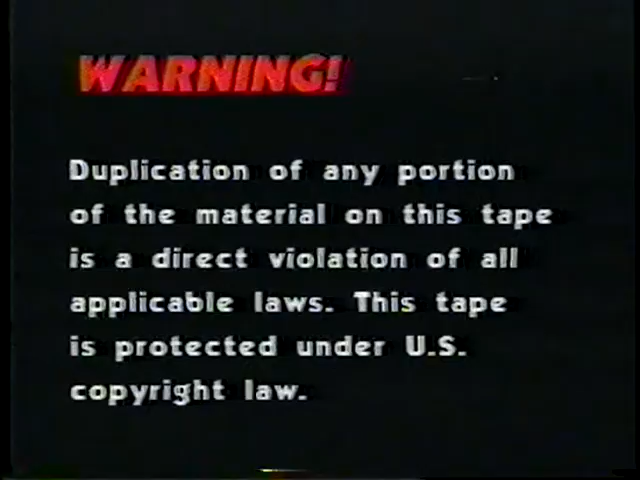 WARNING!
Duplication of any portion
of the material on this tape
is a direct violation of all
applicable laws. This tape
is protected under U.S.
copyright law.